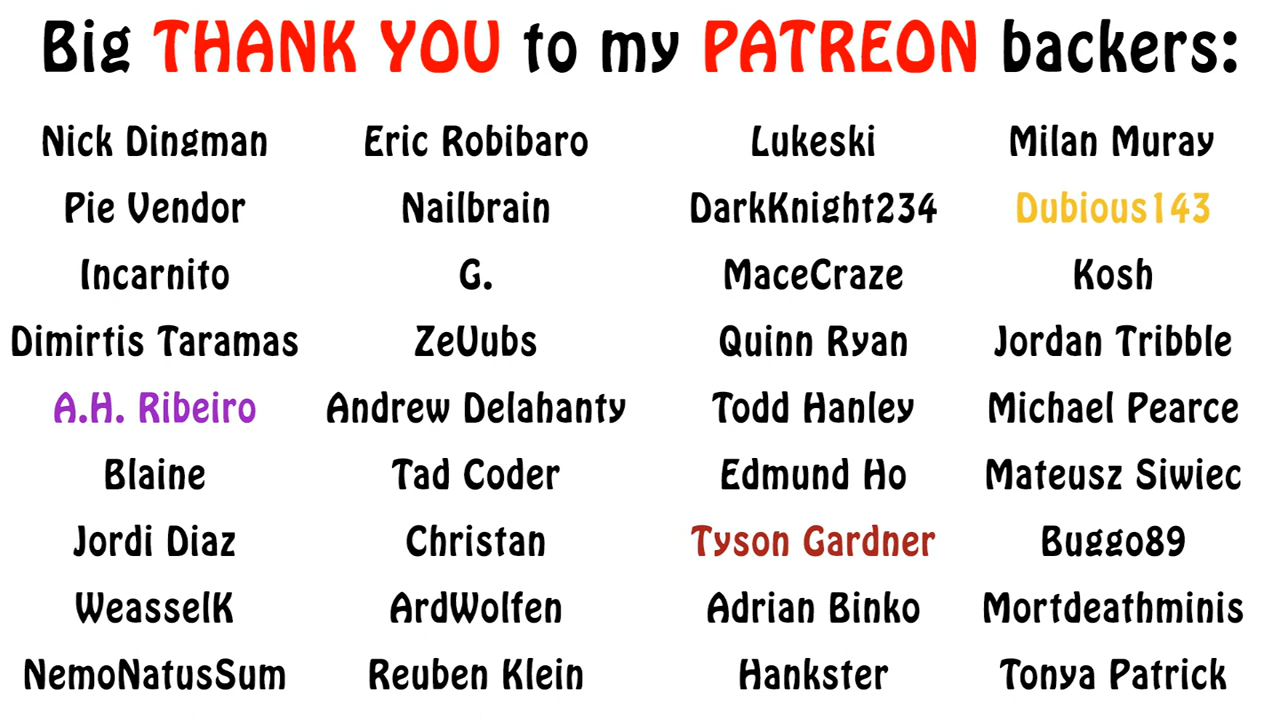 Big THANK YOU to my PATREON backers:
Nick Dingman Eric Robibaro Lukeski Milan Muray
Pie Vendor Nailbrain DarkKnight234 Dubious143
Incarnito G. MaceCraze Kosh
Dimirtis Taramas ZeVubs Quinn Ryan Jordan Tribble
A.H. Ribeiro Andrew Delahanty Todd Hanley Michael Pearce
Blaine Tad Coder Edmund Ho Mateusz Siwiec
Jordi Diaz Christan Tyson Gardner Buggo89
WeasselK ArdWolfen Adrian Binko Mortdeathminis
NemoNatusSum Reuben Klein Hankster Tonya Patrick